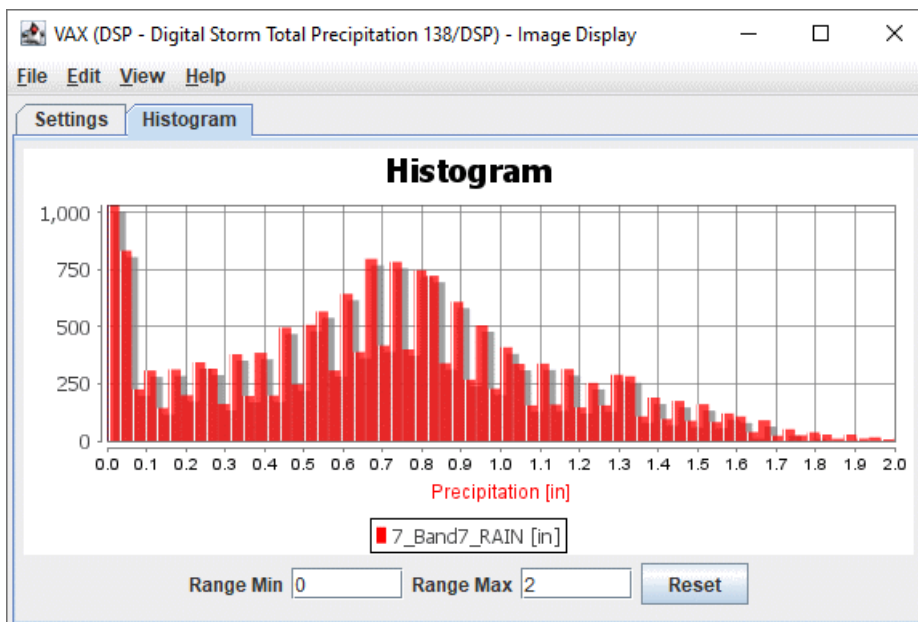 VAX (DSP - Digital Storm Total Precipitation 138/DSP) - Image Display
File Edit View Help
Settings Histogram
Histogram
1,000
750
500
250
0
0.0 0.1 0.2 0.3 0.4 0.5 0.6 0.7 0.8 0.9 1.0 1.1 1.2 1.3 1.4 1.5 1.6 1.7 1.8 1.9 2.0
Precipitation [in]
7_Band7_RAIN [in]
Range Min 0 Range Max 2 Reset